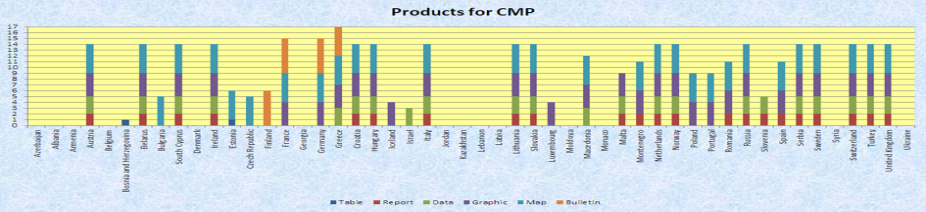 Products for CMP
17
16
15
14
13
12
11
10
9
8
7
6
5
4
3
2
1
0
Azerbaijan
Albania
Armenia
Austria
Belgium
Bosnia and Herzegovina
Belarus
Bulgaria
South Cyprus
Denmark
Ireland
Estonia
Czech Republic
Finland
France
Georgia
Germany
Greece
Croatia
Hungary
Iceland
Israel
Italy
Jordan
Kazakhstan
Lebanon
Latvia
Lithuania
Slovakia
Luxembourg
Moldova
Macedonia
Monaco
Malta
Montenegro
Netherlands
Norway
Poland
Portugal
Romania
Russia
Slovenia
Spain
Serbia
Sweden
Syria
Switzerland
Turkey
United Kingdom
Ukraine
Table Report Data Graphic Map Bulletin